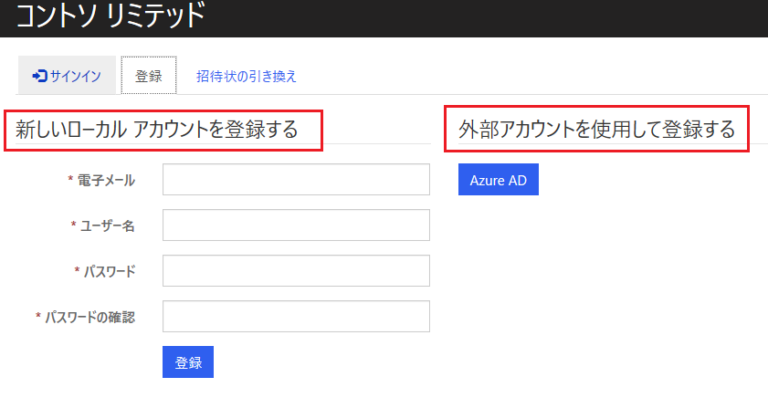 コントソ リミテッド
サインイン 登録 招待状の引き換え
新しいローカル アカウントを登録する
* 電子メール
* ユーザー名
* パスワード
* パスワードの確認
登録
外部アカウントを使用して登録する
Azure AD